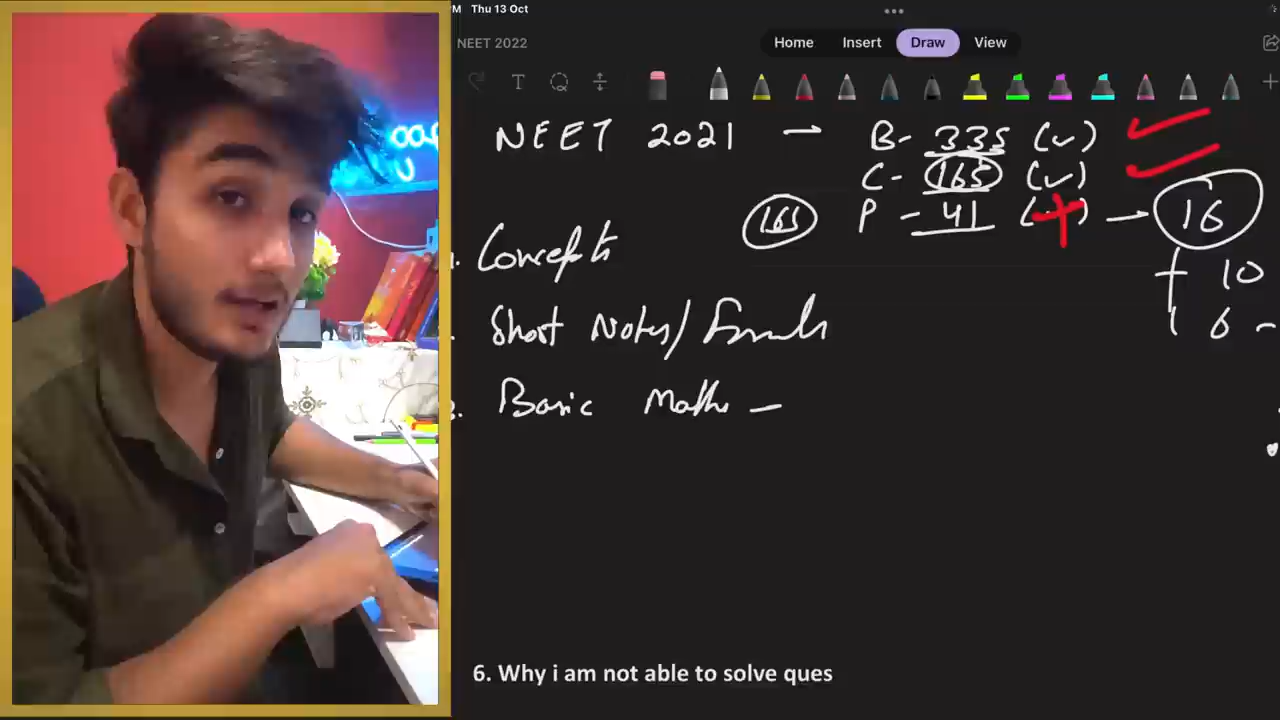 M Thu 13 Oct
NEET 2022
Home Insert Draw View
T
NEET 2021 → B- 335 (✓)
C- 165 (✓)
165 P - 41 ( ) → 16
10
6 -
. Concepts
. Short Notes/
3. Basic Maths -
6. Why i am not able to solve ques